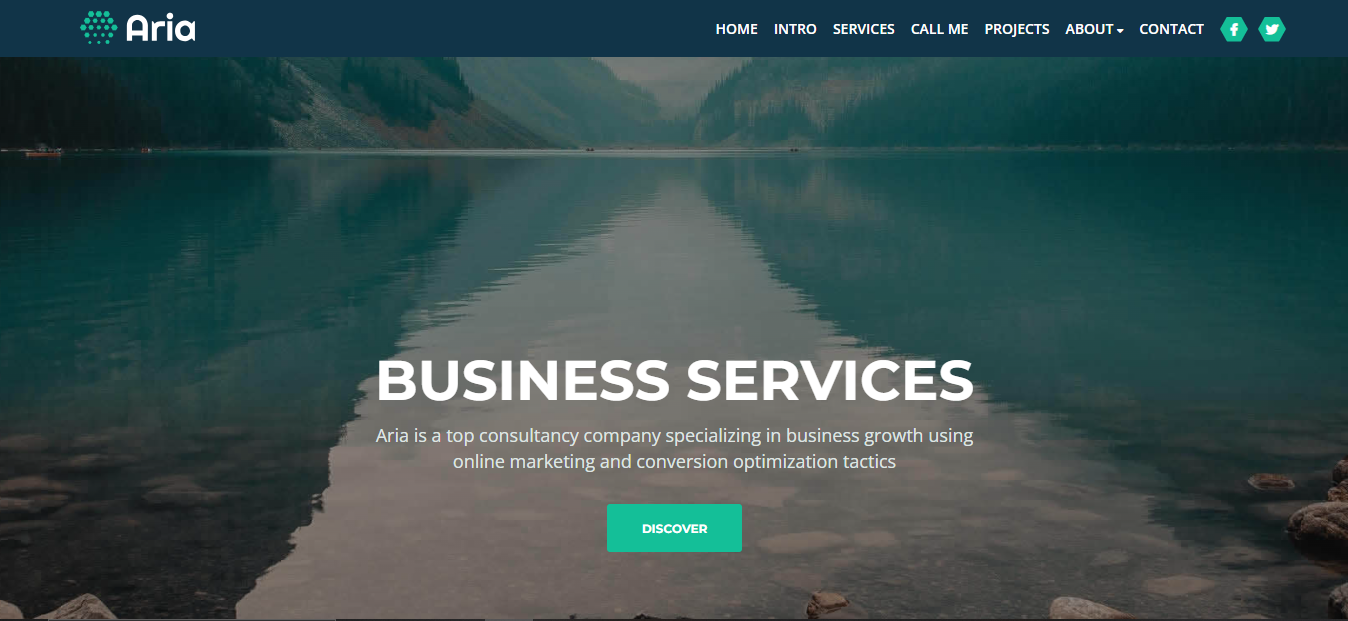 Aria
HOME INTRO SERVICES CALL ME PROJECTS ABOUT CONTACT
BUSINESS SERVICES
Aria is a top consultancy company specializing in business growth using
online marketing and conversion optimization tactics
DISCOVER